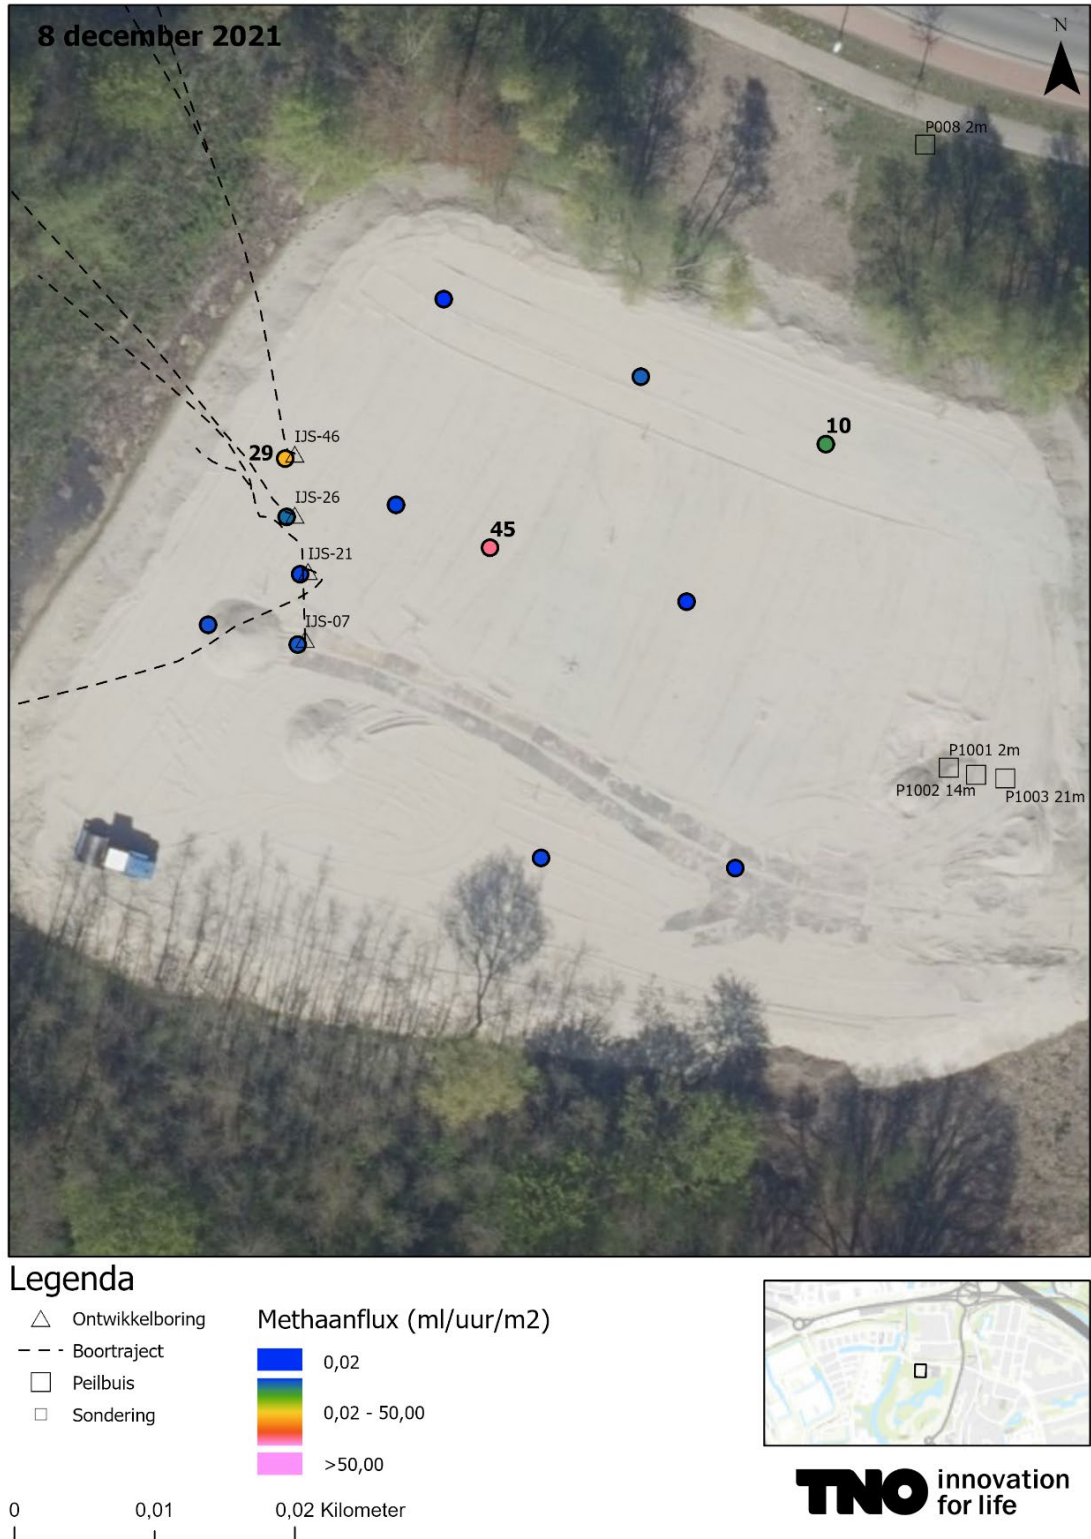 8 december 2021
N
P008 2m
10
IJS-46
29
IJS-26
45
IJS-21
IJS-07
P1001 2m
P1002 14m
P1003 21m
Legenda
Ontwikkelboring
Boortraject
Peilbuis
Sondering
Methaanflux (ml/uur/m2)
0,02
0,02 - 50,00
>50,00
TNO innovation
for life
0 0,01 0,02 Kilometer